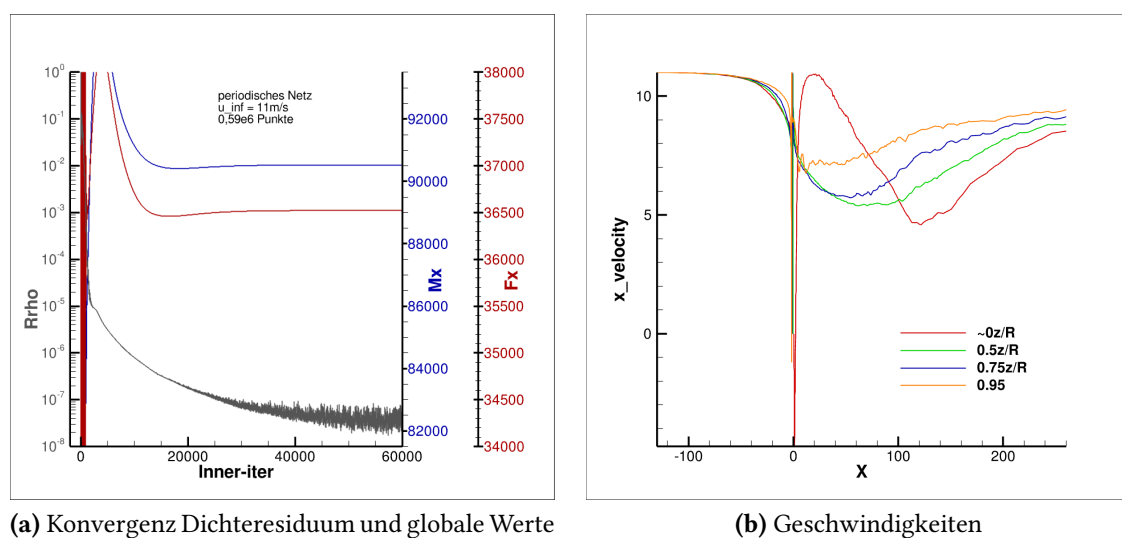 10⁰
10⁻¹
10⁻²
10⁻³
10⁻⁴
10⁻⁵
10⁻⁶
10⁻⁷
10⁻⁸
Rrho
periodisches Netz
u_inf = 11m/s
0,59e6 Punkte
0 20000 40000 60000
Inner-iter
92000
90000
88000
86000
84000
82000
Mx
38000
37500
37000
36500
36000
35500
35000
34500
34000
Fx
(a) Konvergenz Dichteresiduum und globale Werte
10
5
0
x_velocity
-100 0 100 200
X
~0z/R
0.5z/R
0.75z/R
0.95
(b) Geschwindigkeiten